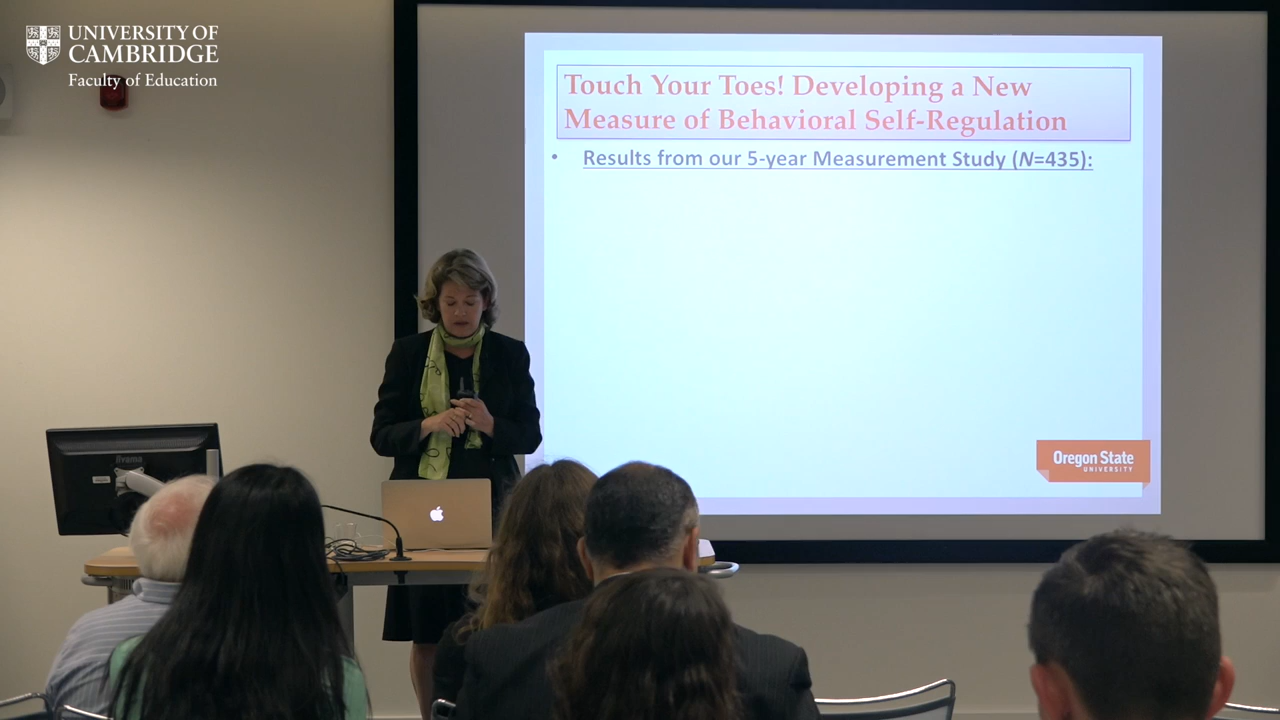 UNIVERSITY OF
CAMBRIDGE
Faculty of Education
Touch Your Toes! Developing a New
Measure of Behavioral Self-Regulation
• Results from our 5-year Measurement Study (N=435):
Oregon State
UNIVERSITY
iiyama